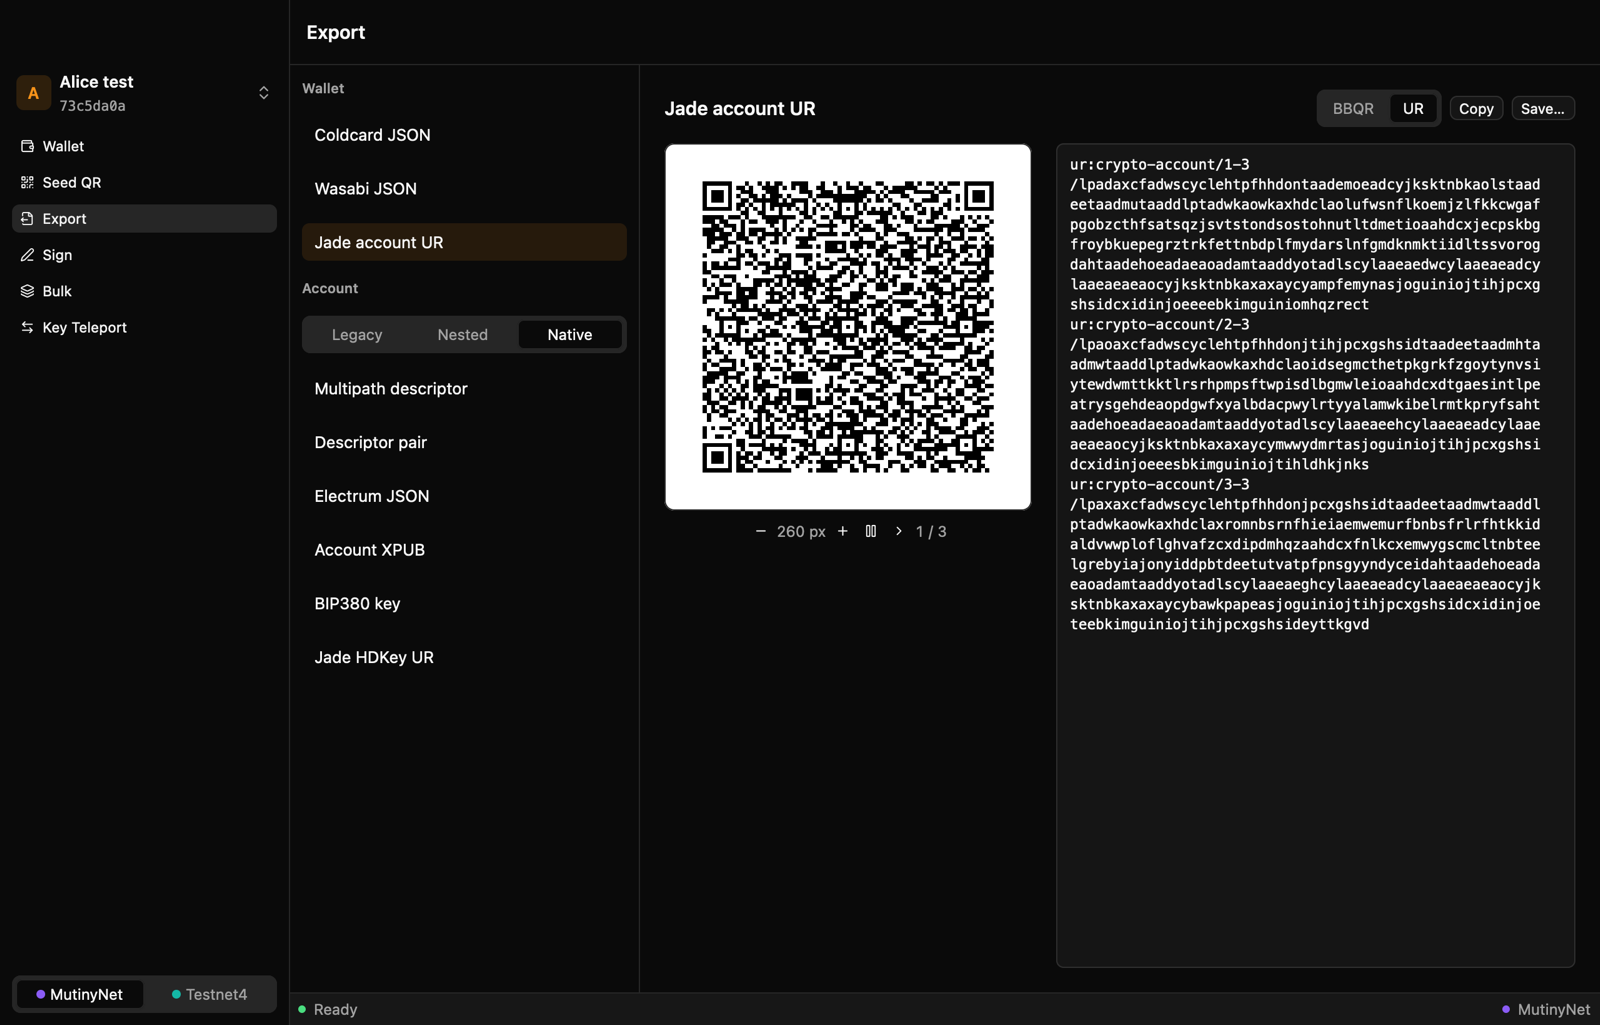 Export
A
Alice test
73c5da0a
Wallet
Seed QR
Export
Sign
Bulk
Key Teleport
MutinyNet
Testnet4
Wallet
Coldcard JSON
Wasabi JSON
Jade account UR
Account
Legacy
Nested
Native
Multipath descriptor
Descriptor pair
Electrum JSON
Account XPUB
BIP380 key
Jade HDKey UR
Jade account UR
BBQR
UR
Copy
Save...
− 260 px + > 1 / 3
ur:crypto-account/1-3
/lpadaxcfadwscyclehtpfhhdontaademoeadcyjksktnbkaolstaad
eetaadmutaaddlptadwkaowkaxhdclaolufwsnflkoemjzlfkkcwgaf
pgobzcthfsatsqzjsvtstondsostohnutltdmetioaahdcxjecpskbg
froybkuepegrztrkfettnbdplfmydarslnfgmdknmktiidltssvorog
dahtaadehoeadaeaoadamtaaddyotadlscylaaeaedwcylaaeaeadcy
laaeaeaeaocyjksktnbkaxaxaycyampfemynasjoguiniojtihjpcxg
shsidcxidinjoeeeebkimguiniomhqzrect
ur:crypto-account/2-3
/lpaoaxcfadwscyclehtpfhhdonjtihjpcxgshsidtaadeetaadmhta
admwtaaddlptadwkaowkaxhdclaoidsegmcthetpkgrkfzgoytynvsi
ytewdwmttkktlrsrhpmpsftwpisdlbgmwleioaahdcxdtgaesintlpe
atrysgehdeaopdgwfxyalbdacpwylrtyyalamwkibelrmtkpryfsaht
aadehoeadaeaoadamtaaddyotadlscylaaeaeehcylaaeaeadcylaae
aeaeaocyjksktnbkaxaxaycymwwydmrtasjoguiniojtihjpcxgshsi
dcxidinjoeeesbkimguiniojtihldhkjnks
ur:crypto-account/3-3
/lpaxaxcfadwscyclehtpfhhdonjpcxgshsidtaadeetaadmwtaaddl
ptadwkaowkaxhdclaxromnbsrnfhieiaemwemurfbnbsfrlrfhtkkid
aldvwwploflghvafzcxdipdmhqzaahdcxfnlkcxemwygscmcltnbtee
lgrebyiajonyiddpbtdeetutvatpfpnsgyyndyceidahtaadehoeada
eaoadamtaaddyotadlscylaaeaeghcylaaeaeadcylaaeaeaeaocyjk
sktnbkaxaxaycybawkpapeasjoguiniojtihjpcxgshsidcxidinjoe
teebkimguiniojtihjpcxgshsideyttkgvd
Ready
MutinyNet